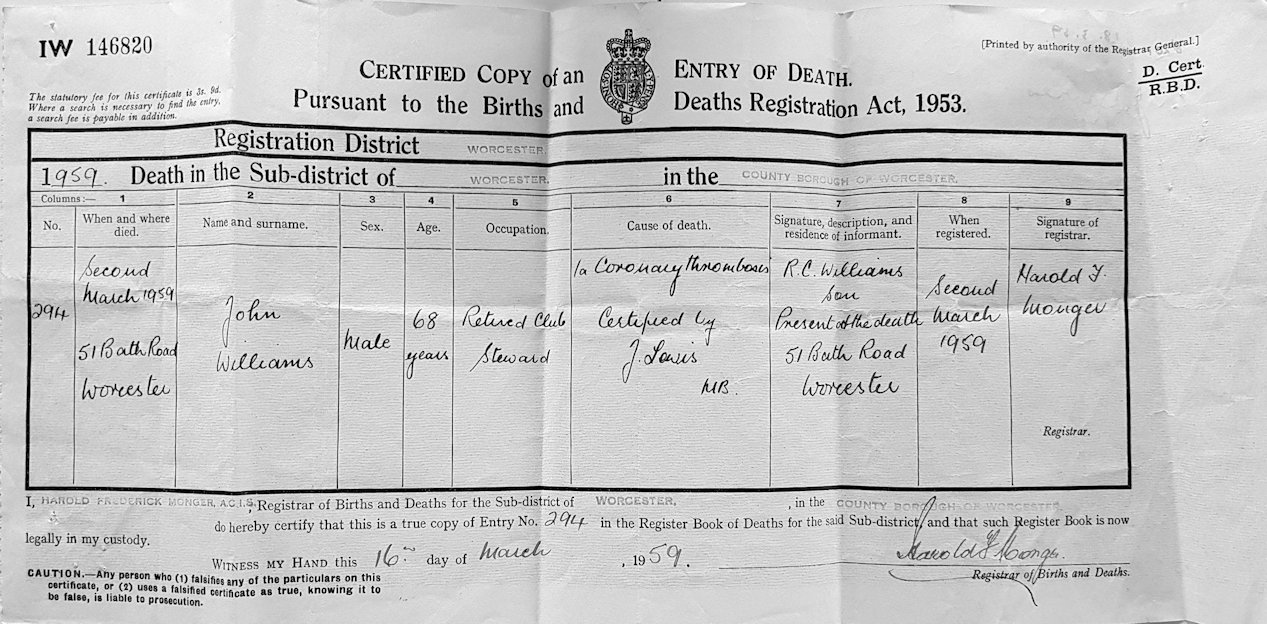 IW 146820
[Printed by authority of the Registrar General.]
D. Cert.
R.B.D.
The statutory fee for this certificate is 3s. 9d.
Where a search is necessary to find the entry,
a search fee is payable in addition.
CERTIFIED COPY of an ENTRY OF DEATH.
Pursuant to the Births and Deaths Registration Act, 1953.
Registration District WORCESTER.
1959. Death in the Sub-district of WORCESTER. in the COUNTY BOROUGH OF WORCESTER.
Columns:— 1 2 3 4 5 6 7 8 9
No.
When and where
died.
Name and surname.
Sex.
Age.
Occupation.
Cause of death.
Signature, description, and
residence of informant.
When
registered.
Signature of
registrar.
294
Second
March 1959
51 Bath Road
Worcester
John
Williams
Male
68
years
Retired Club
Steward
1a Coronary thrombosis
Certified by
J. Lewis
MB.
R.C. Williams
Son
Present at the death
51 Bath Road
Worcester
Second
March
1959
Harold F.
Monger
Registrar.
I, HAROLD FREDERICK MONGER, A.C.I.S., Registrar of Births and Deaths for the Sub-district of WORCESTER. , in the COUNTY BOROUGH OF WORCESTER.
do hereby certify that this is a true copy of Entry No. 294 in the Register Book of Deaths for the said Sub-district, and that such Register Book is now
legally in my custody.
WITNESS MY HAND this 16th day of March , 1959.
Harold F Monger.
Registrar of Births and Deaths.
CAUTION.—Any person who (1) falsifies any of the particulars on this
certificate, or (2) uses a falsified certificate as true, knowing it to
be false, is liable to prosecution.